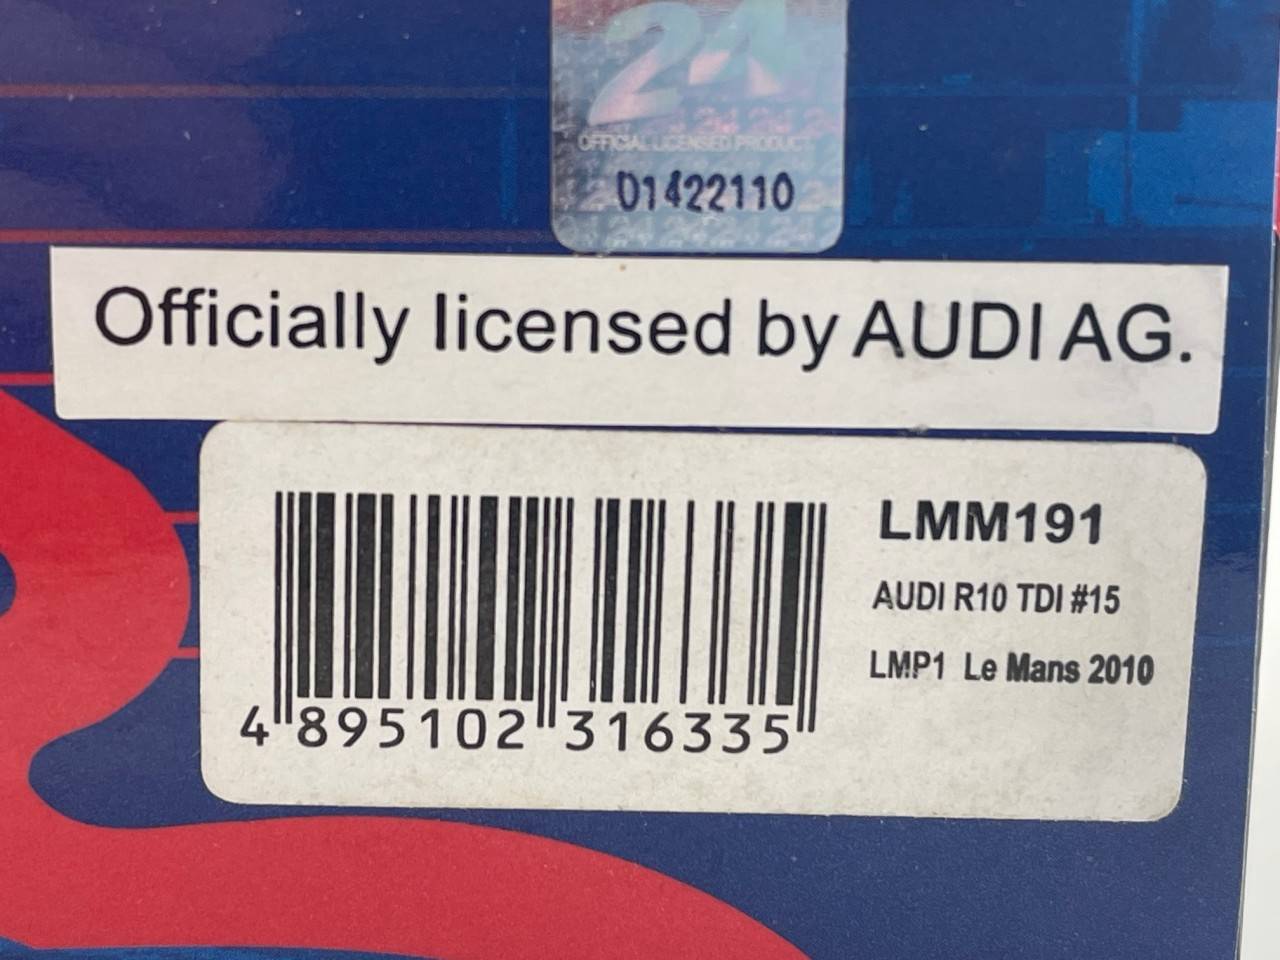 24
OFFICIAL LICENSED PRODUCT
01422110
Officially licensed by AUDI AG.
LMM191
AUDI R10 TDI #15
LMP1 Le Mans 2010
4 895102 316335